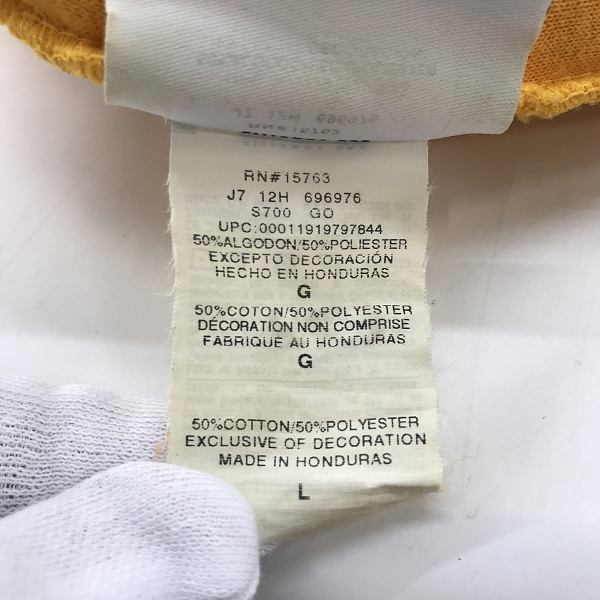 RN#15763
J7 12H 696976
S700 GO
UPC:00011919797844
50%ALGODON/50%POLIESTER
EXCEPTO DECORACIÓN
HECHO EN HONDURAS
G
50%COTON/50%POLYESTER
DÉCORATION NON COMPRISE
FABRIQUÉ AU HONDURAS
G
50%COTTON/50%POLYESTER
EXCLUSIVE OF DECORATION
MADE IN HONDURAS
L